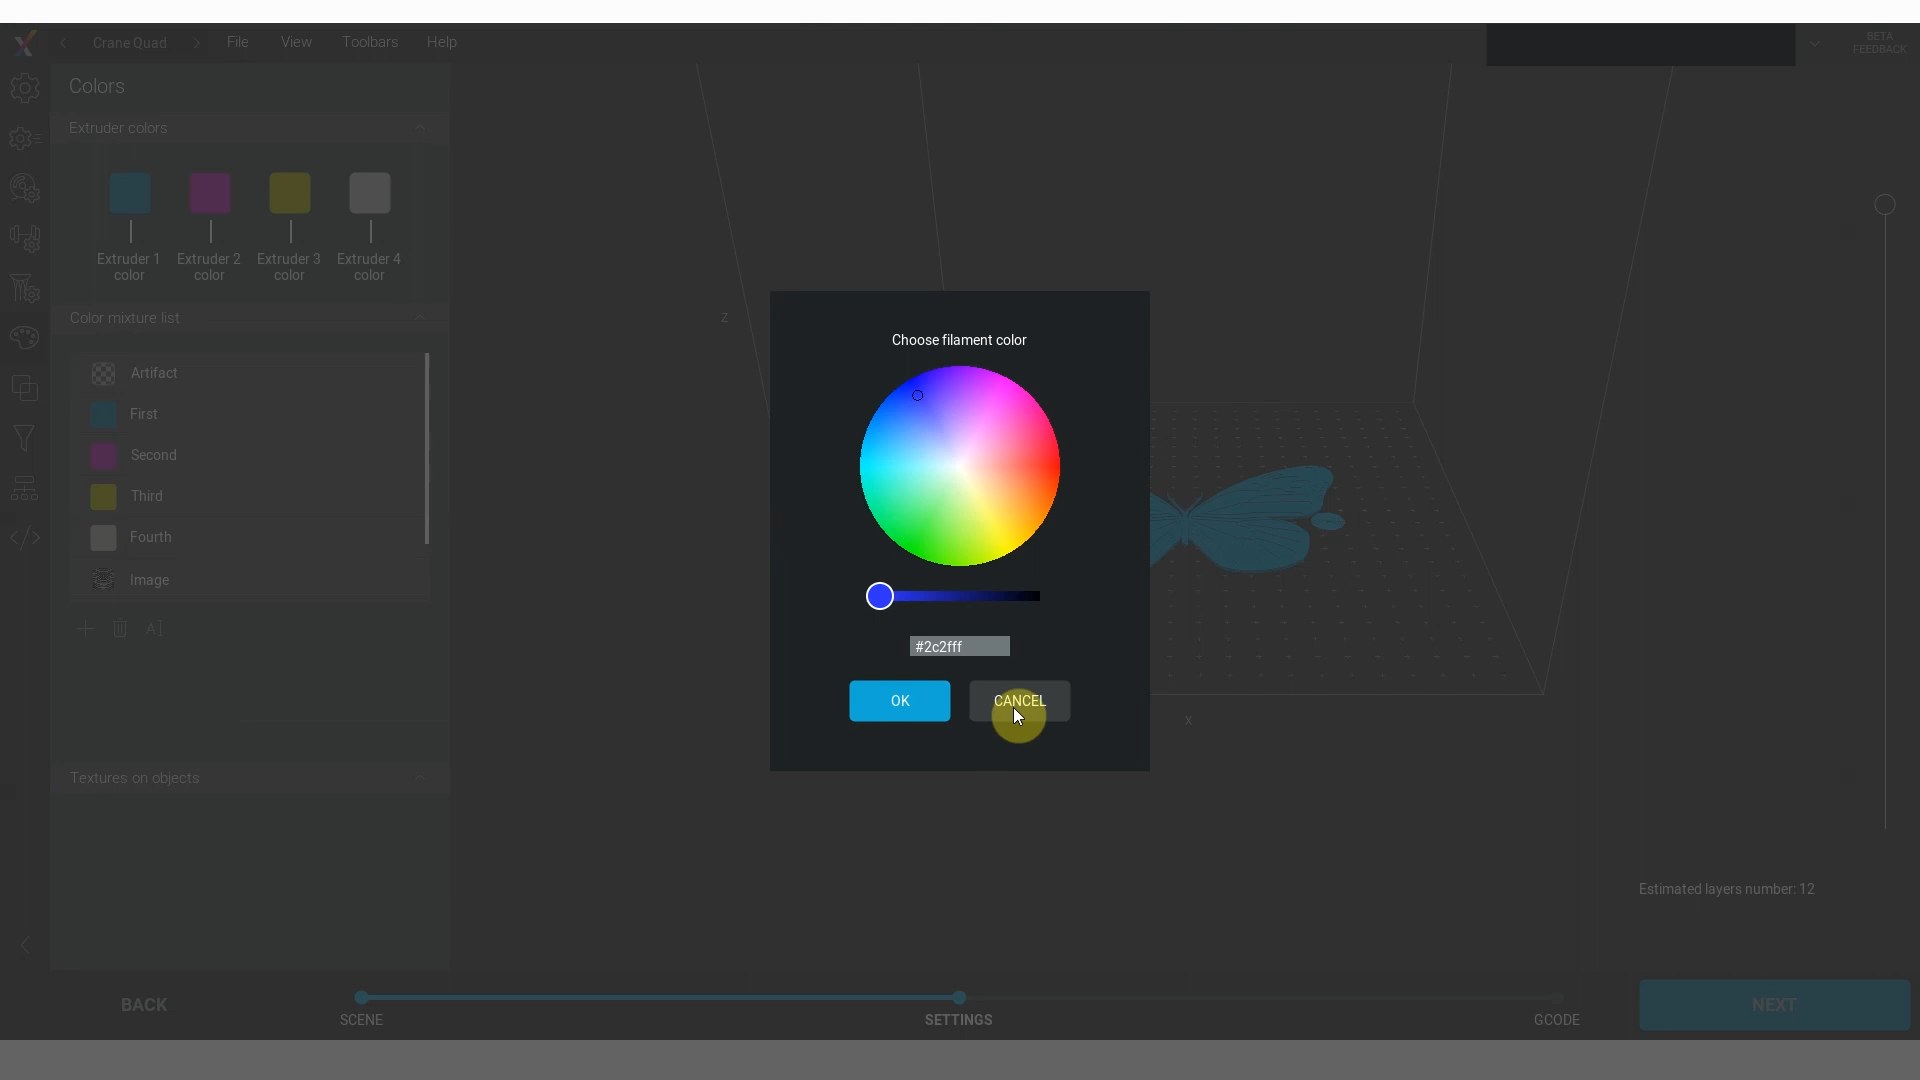 Crane Quad
File
View
Toolbars
Help
BETA
FEEDBACK
Colors
Extruder colors
Extruder 1
color
Extruder 2
color
Extruder 3
color
Extruder 4
color
Color mixture list
Artifact
First
Second
Third
Fourth
Image
A
Textures on objects
Z
X
Choose filament color
#2c2fff
OK
CANCEL
Estimated layers number: 12
BACK
SCENE
SETTINGS
GCODE
NEXT